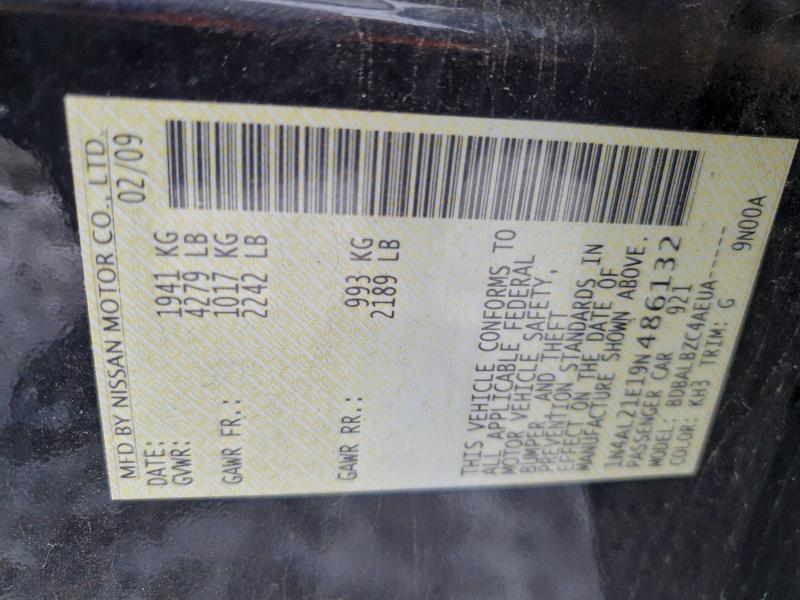 MFD BY NISSAN MOTOR CO., LTD.
DATE: 02/09
GVWR: 1941 KG
4279 LB
GAWR FR.: 1017 KG
2242 LB
GAWR RR.: 993 KG
2189 LB
THIS VEHICLE CONFORMS TO
ALL APPLICABLE FEDERAL
MOTOR VEHICLE SAFETY,
BUMPER, AND THEFT
PREVENTION STANDARDS IN
EFFECT ON THE DATE OF
MANUFACTURE SHOWN ABOVE.
1N4AL21E19N486132
PASSENGER CAR 921
MODEL: BDBALBZC4AEUA-----
COLOR: KH3 TRIM: G 9N00A